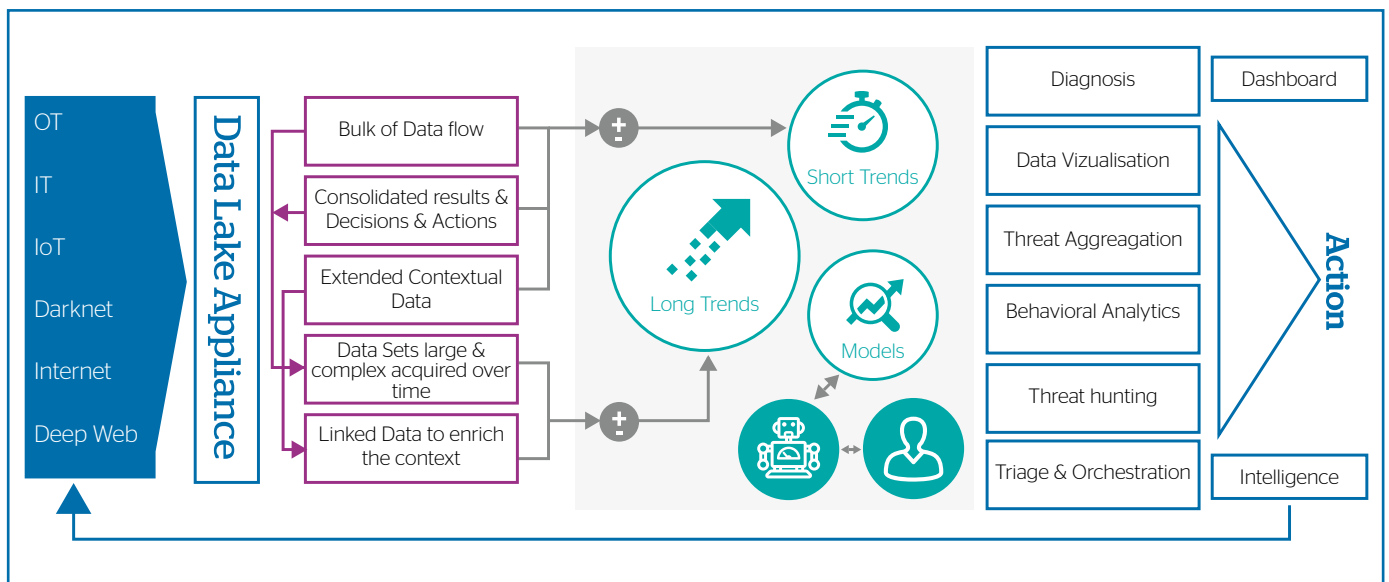 OT
IT
IoT
Darknet
Internet
Deep Web
Data Lake Appliance
Bulk of Data flow
Consolidated results &
Decisions & Actions
Extended Contextual
Data
Data Sets large &
complex acquired over
time
Linked Data to enrich
the context
+
-
+
-
Short Trends
Long Trends
Models
Diagnosis
Data Vizualisation
Threat Aggreagation
Behavioral Analytics
Threat hunting
Triage & Orchestration
Dashboard
Action
Intelligence